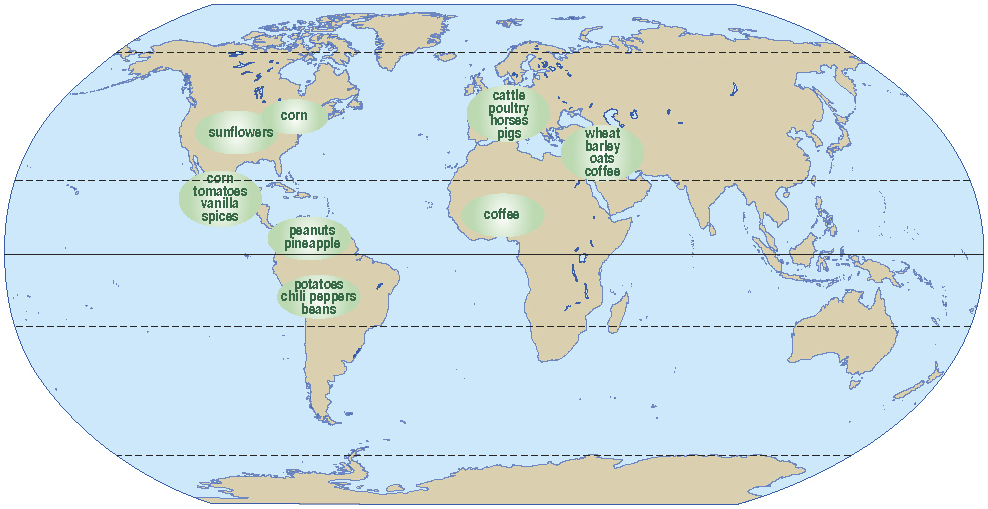 cattle
poultry
horses
pigs
corn
sunflowers
wheat
barley
oats
coffee
corn
tomatoes
vanilla
spices
coffee
peanuts
pineapple
potatoes
chili peppers
beans